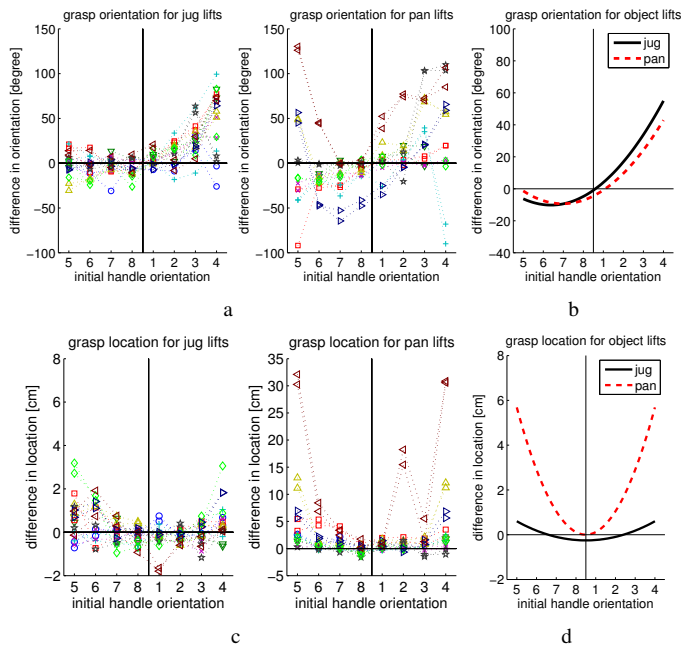 grasp orientation for jug lifts
difference in orientation [degree]
150
100
50
0
−50
−100
5 6 7 8 1 2 3 4
initial handle orientation
grasp orientation for pan lifts
difference in orientation [degree]
150
100
50
0
−50
−100
5 6 7 8 1 2 3 4
initial handle orientation
a
grasp orientation for object lifts
difference in orientation [degree]
100
80
60
40
20
0
−20
−40
jug
pan
5 6 7 8 1 2 3 4
initial handle orientation
b
grasp location for jug lifts
difference in location [cm]
8
6
4
2
0
−2
5 6 7 8 1 2 3 4
initial handle orientation
grasp location for pan lifts
difference in location [cm]
35
30
25
20
15
10
5
0
−5
5 6 7 8 1 2 3 4
initial handle orientation
c
grasp location for object lifts
difference in location [cm]
8
6
4
2
0
−2
jug
pan
5 6 7 8 1 2 3 4
initial handle orientation
d